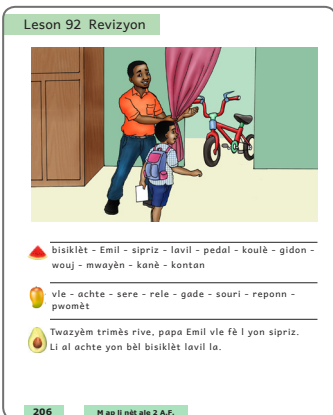 Leson 92 Revizyon
bisiklèt - Emil - sipriz - lavil - pedal - koulè - gidon -
wouj - mwayèn - kanè - kontan
vle - achte - sere - rele - gade - souri - reponn -
pwomèt
Twazyèm trimès rive, papa Emil vle fè l yon sipriz.
Li al achte yon bèl bisiklèt lavil la.
206
M ap li nèt ale 2 A.F.